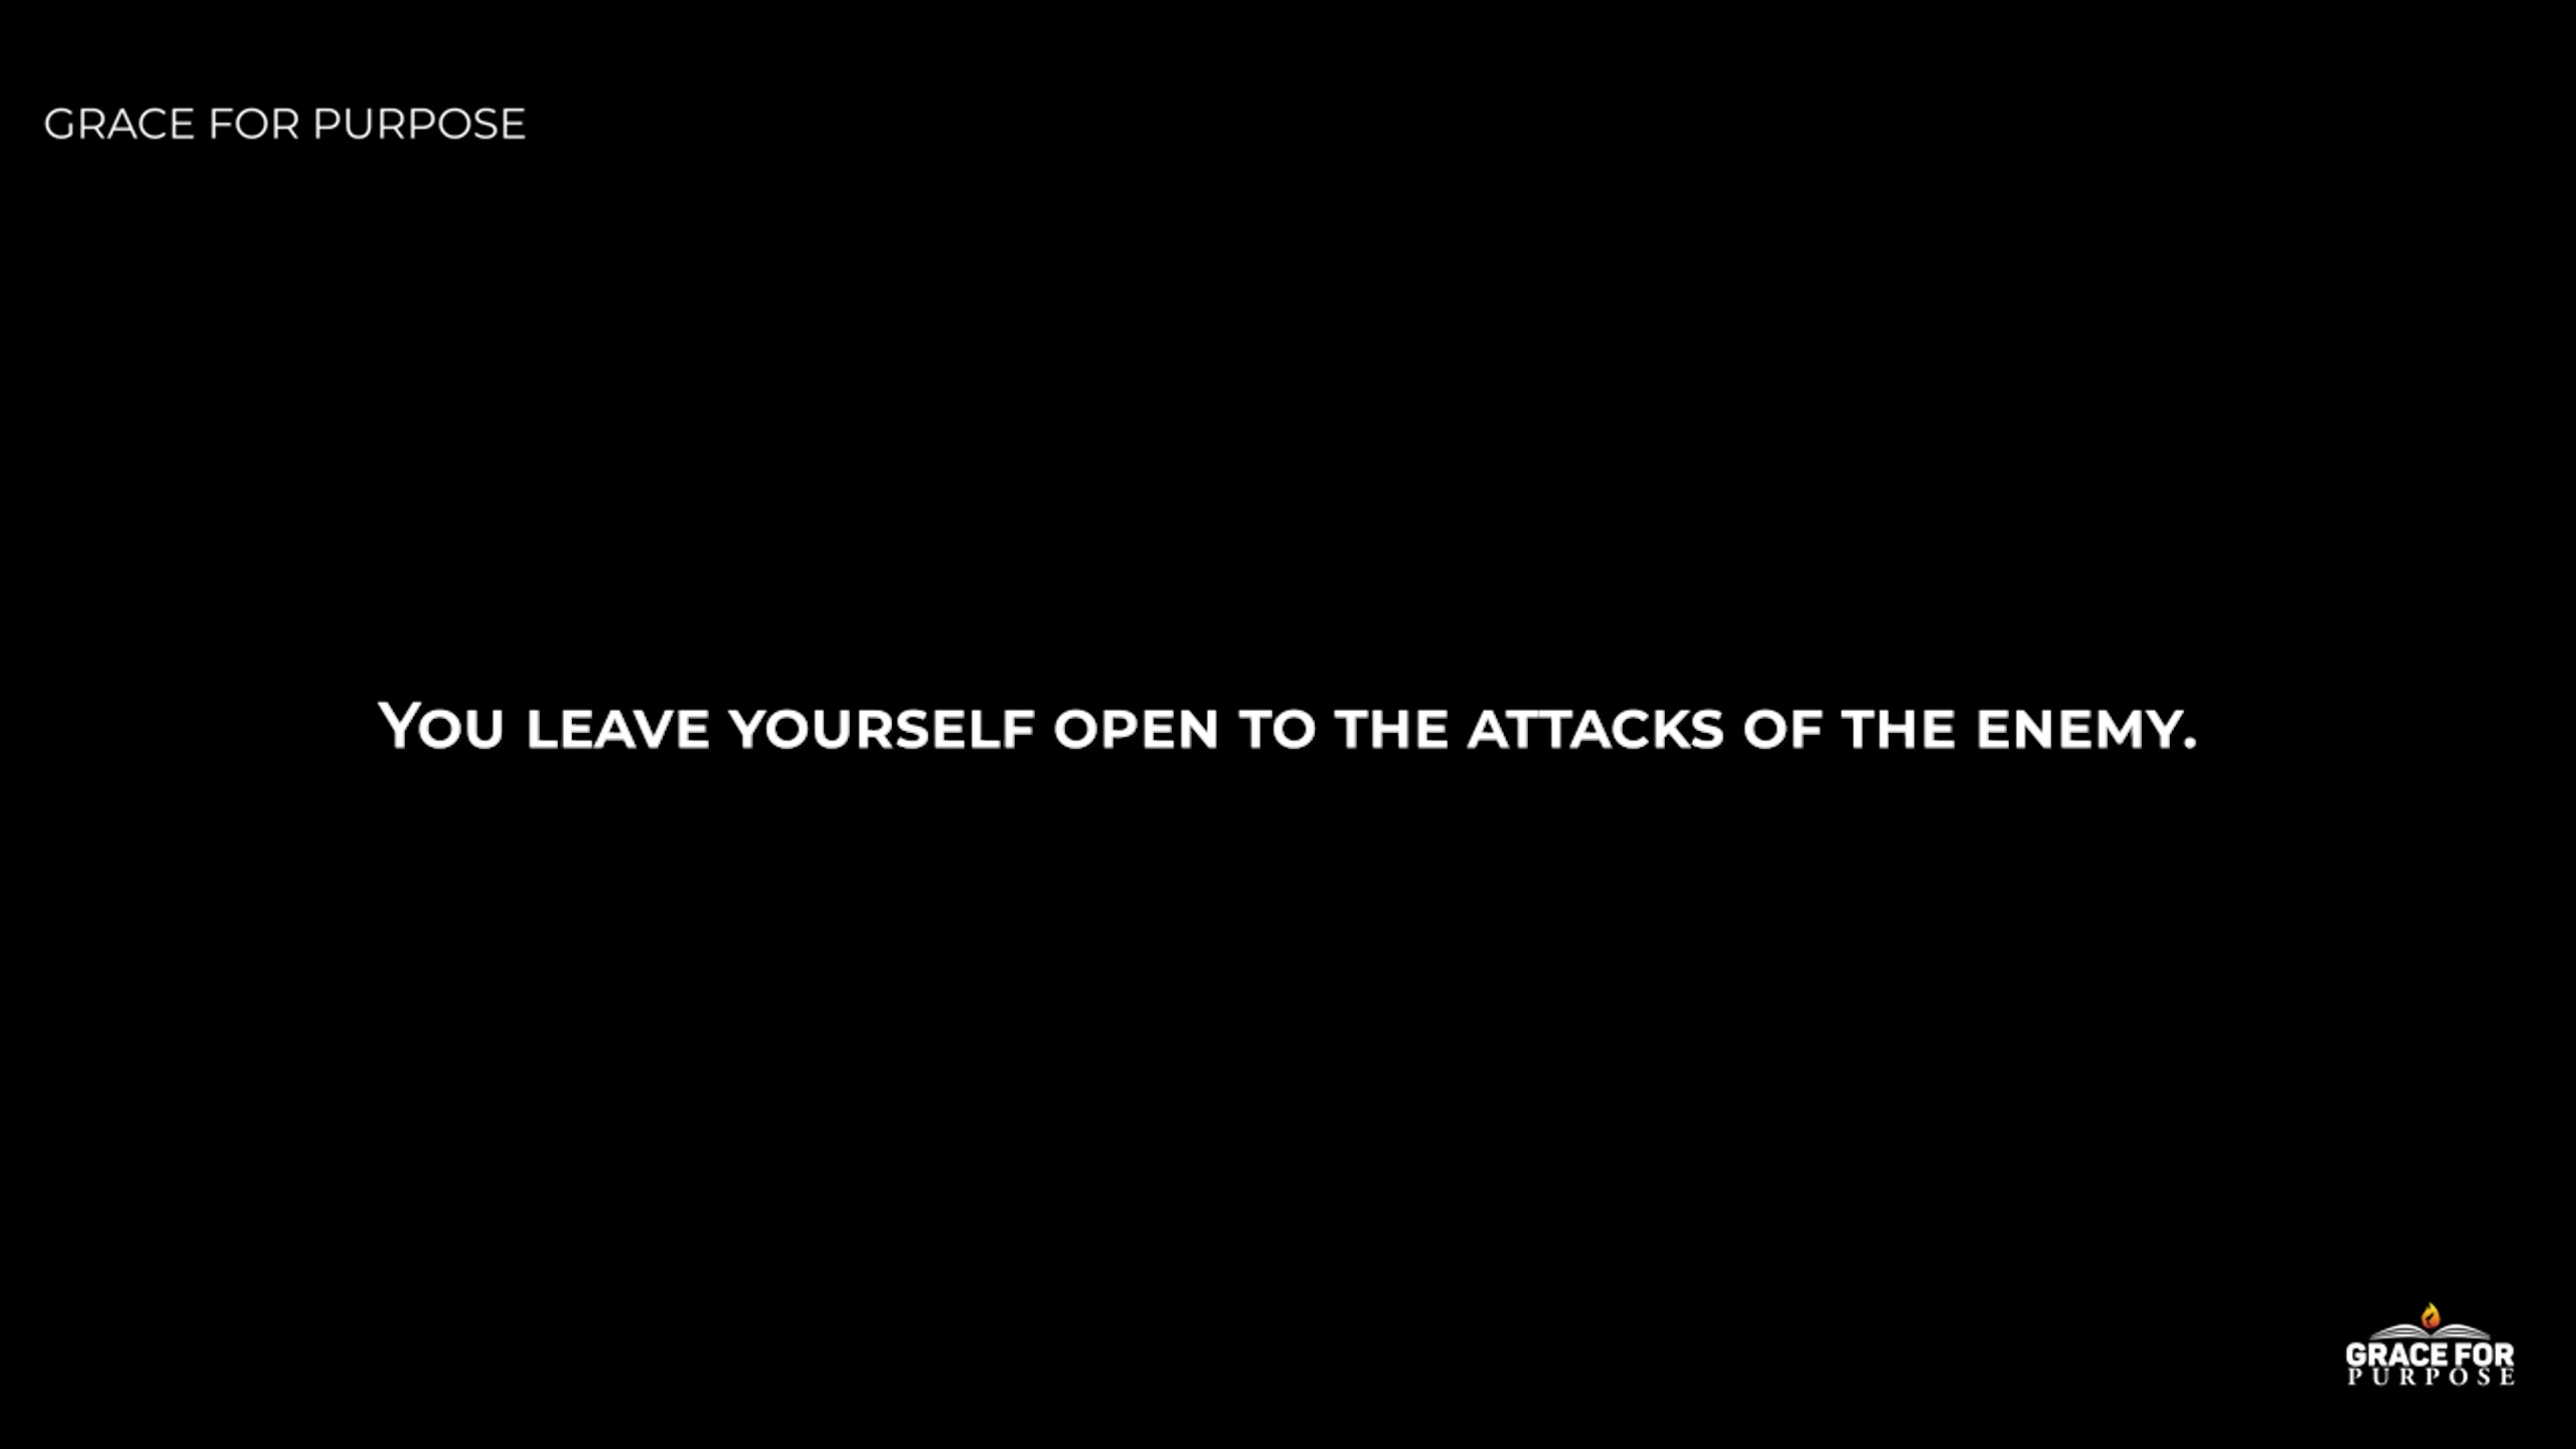 GRACE FOR PURPOSE
YOU LEAVE YOURSELF OPEN TO THE ATTACKS OF THE ENEMY.
GRACE FOR
PURPOSE